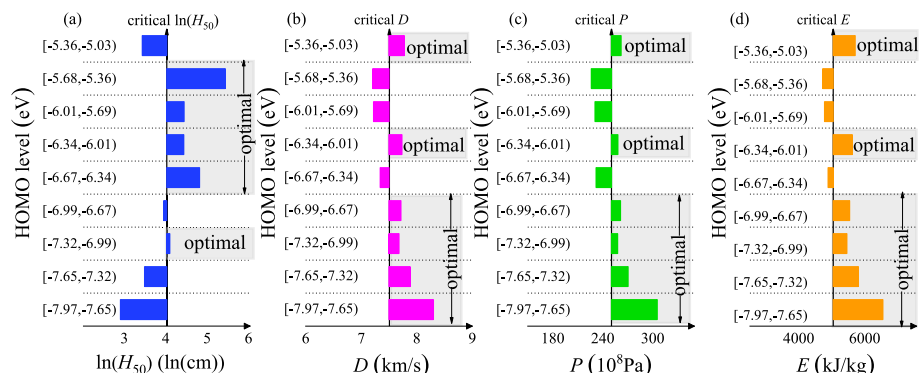 (a) critical ln(H50)
HOMO level (eV)
[-5.36,-5.03)
[-5.68,-5.36)
[-6.01,-5.69)
[-6.34,-6.01)
[-6.67,-6.34)
[-6.99,-6.67)
[-7.32,-6.99)
[-7.65,-7.32)
[-7.97,-7.65)
optimal
optimal
3 4 5 6
ln(H50) (ln(cm))
(b) critical D
HOMO level (eV)
[-5.36,-5.03)
[-5.68,-5.36)
[-6.01,-5.69)
[-6.34,-6.01)
[-6.67,-6.34)
[-6.99,-6.67)
[-7.32,-6.99)
[-7.65,-7.32)
[-7.97,-7.65)
optimal
optimal
optimal
6 7 8 9
D (km/s)
(c) critical P
HOMO level (eV)
[-5.36,-5.03)
[-5.68,-5.36)
[-6.01,-5.69)
[-6.34,-6.01)
[-6.67,-6.34)
[-6.99,-6.67)
[-7.32,-6.99)
[-7.65,-7.32)
[-7.97,-7.65)
optimal
optimal
optimal
180 240 300
P (10^8Pa)
(d) critical E
HOMO level (eV)
[-5.36,-5.03)
[-5.68,-5.36)
[-6.01,-5.69)
[-6.34,-6.01)
[-6.67,-6.34)
[-6.99,-6.67)
[-7.32,-6.99)
[-7.65,-7.32)
[-7.97,-7.65)
optimal
optimal
optimal
4000 6000
E (kJ/kg)